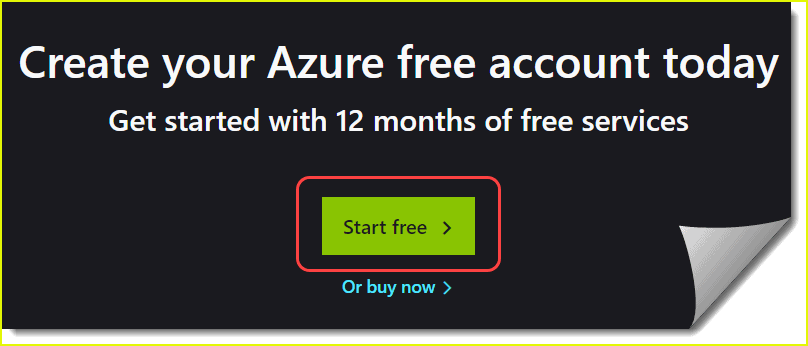 Create your Azure free account today
Get started with 12 months of free services
Start free
Or buy now